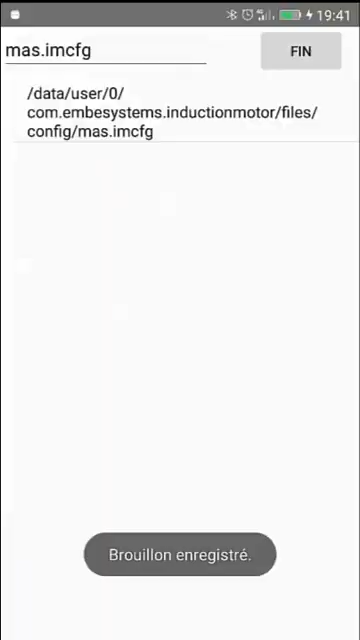 19:41
mas.imcfg
FIN
/data/user/0/
com.embesystems.inductionmotor/files/
config/mas.imcfg
Brouillon enregistré.